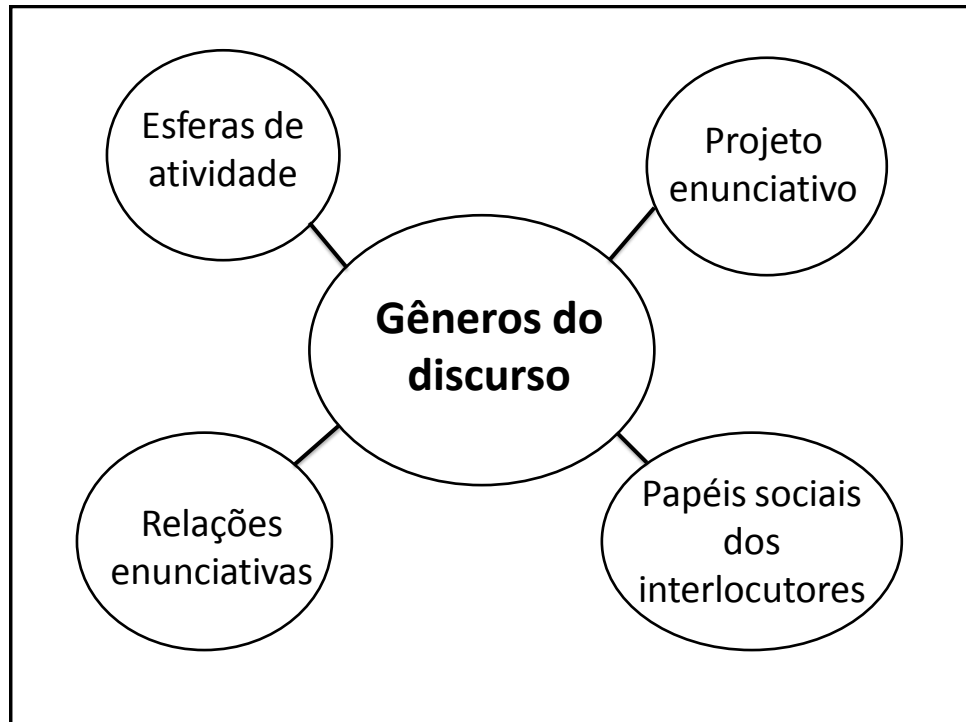 Esferas de
atividade
Projeto
enunciativo
Gêneros do
discurso
Relações
enunciativas
Papéis sociais
dos
interlocutores